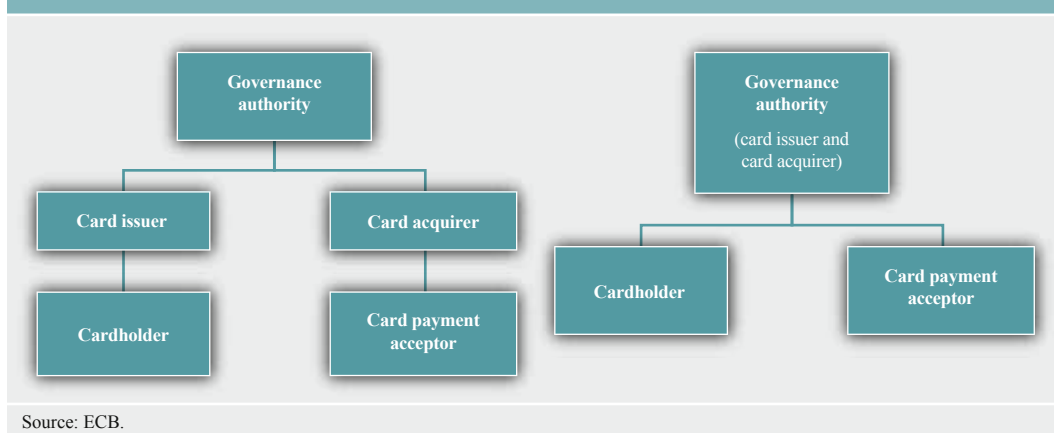 Governance
authority
Card issuer
Card acquirer
Cardholder
Card payment
acceptor
Governance
authority
(card issuer and
card acquirer)
Cardholder
Card payment
acceptor
Source: ECB.